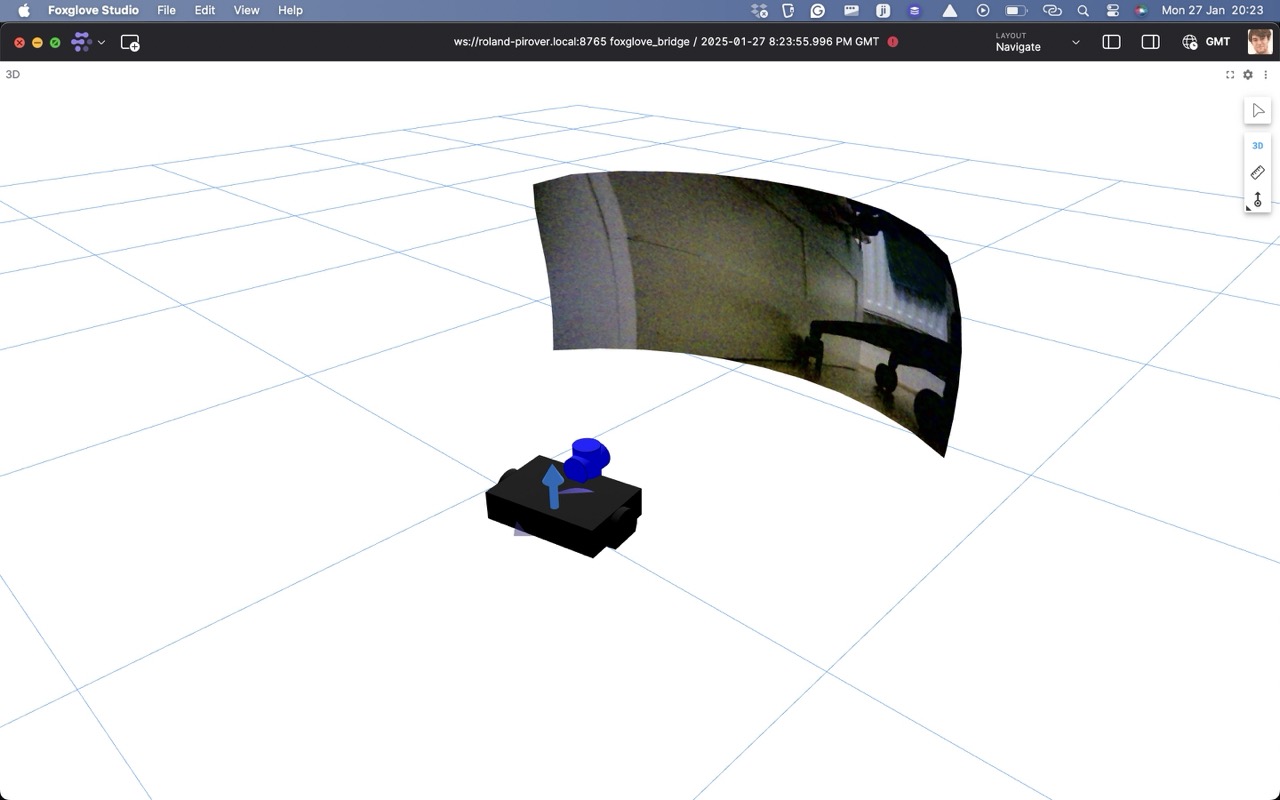 Foxglove Studio File Edit View Help Mon 27 Jan 20:23
ws://roland-pirover.local:8765 foxglove_bridge / 2025-01-27 8:23:55.996 PM GMT
LAYOUT
Navigate
GMT
3D
3D